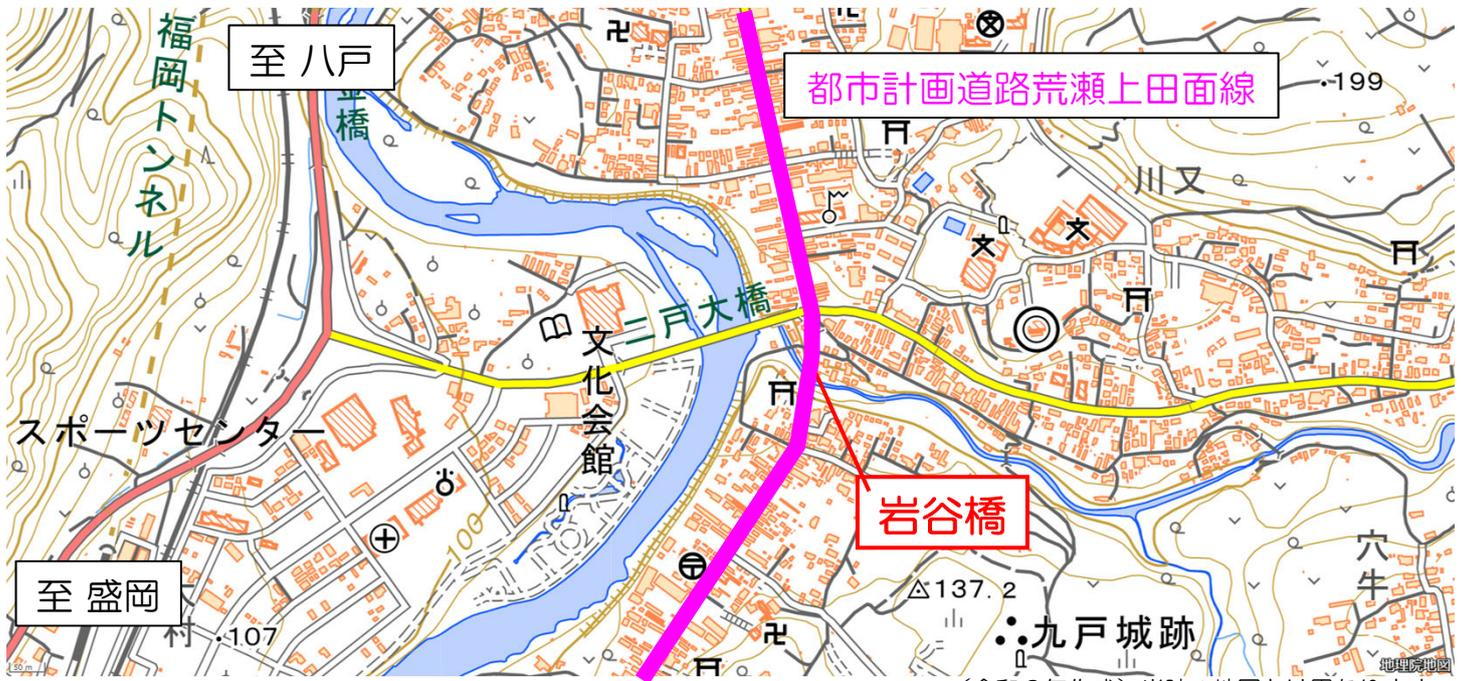 福岡トンネル
至 八戸
橋
都市計画道路荒瀬上田面線
199
川又
二戸大橋
文化会館
スポーツセンター
岩谷橋
100
至 盛岡
村
107
137.2
九戸城跡
穴牛
50 m
地理院地図